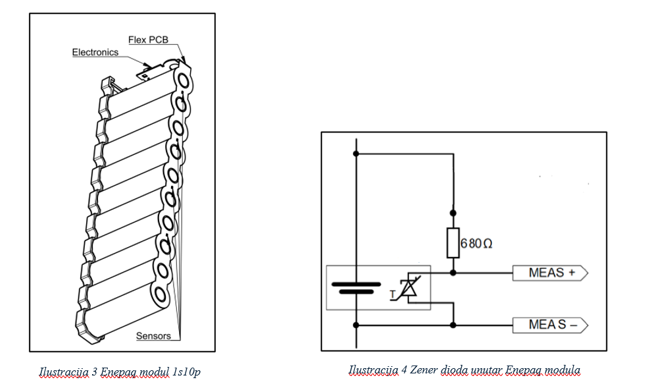 Flex PCB
Electronics
Sensors
Ilustracija 3 Enepaq modul 1s10p
680Ω
MEAS +
T
MEAS –
Ilustracija 4 Zener dioda unutar Enepaq modula